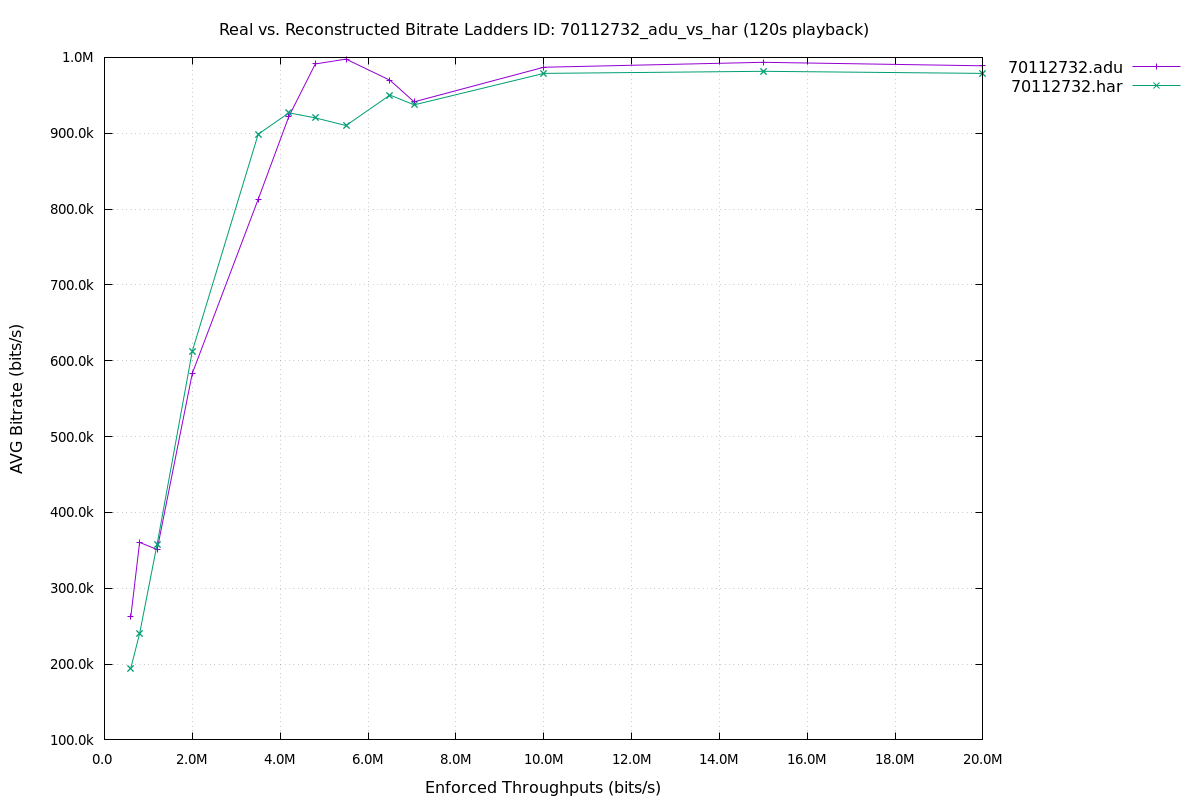 Real vs. Reconstructed Bitrate Ladders ID: 70112732_adu_vs_har (120s playback)
70112732.adu
70112732.har
1.0M
900.0k
800.0k
700.0k
600.0k
500.0k
400.0k
300.0k
200.0k
100.0k
AVG Bitrate (bits/s)
0.0 2.0M 4.0M 6.0M 8.0M 10.0M 12.0M 14.0M 16.0M 18.0M 20.0M
Enforced Throughputs (bits/s)